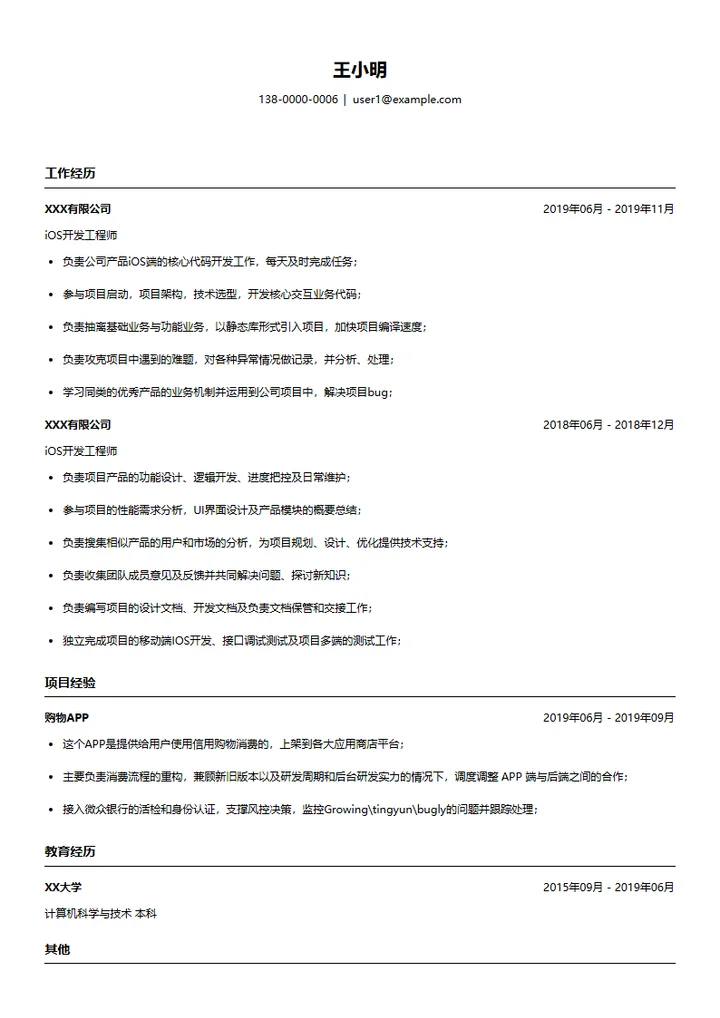 王小明
138-0000-0006 | user1@example.com
工作经历
XXX有限公司 2019年06月 - 2019年11月
iOS开发工程师
• 负责公司产品iOS端的核心代码开发工作，每天及时完成任务；
• 参与项目启动，项目架构，技术选型，开发核心交互业务代码；
• 负责抽离基础业务与功能业务，以静态库形式引入项目，加快项目编译速度；
• 负责攻克项目中遇到的难题，对各种异常情况做记录，并分析、处理；
• 学习同类的优秀产品的业务机制并运用到公司项目中，解决项目bug；
XXX有限公司 2018年06月 - 2018年12月
iOS开发工程师
• 负责项目产品的功能设计、逻辑开发、进度把控及日常维护；
• 参与项目的性能需求分析，UI界面设计及产品模块的概要总结；
• 负责搜集相似产品的用户和市场的分析，为项目规划、设计、优化提供技术支持；
• 负责收集团队成员意见及反馈并共同解决问题、探讨新知识；
• 负责编写项目的设计文档、开发文档及负责文档保管和交接工作；
• 独立完成项目的移动端IOS开发、接口调试测试及项目多端的测试工作；
项目经验
购物APP 2019年06月 - 2019年09月
• 这个APP是提供给用户使用信用购物消费的，上架到各大应用商店平台；
• 主要负责消费流程的重构，兼顾新旧版本以及研发周期和后台研发实力的情况下，调度调整 APP 端与后端之间的合作；
• 接入微众银行的活检和身份认证，支撑风控决策，监控Growing\tingyun\bugly的问题并跟踪处理；
教育经历
XX大学 2015年09月 - 2019年06月
计算机科学与技术 本科
其他